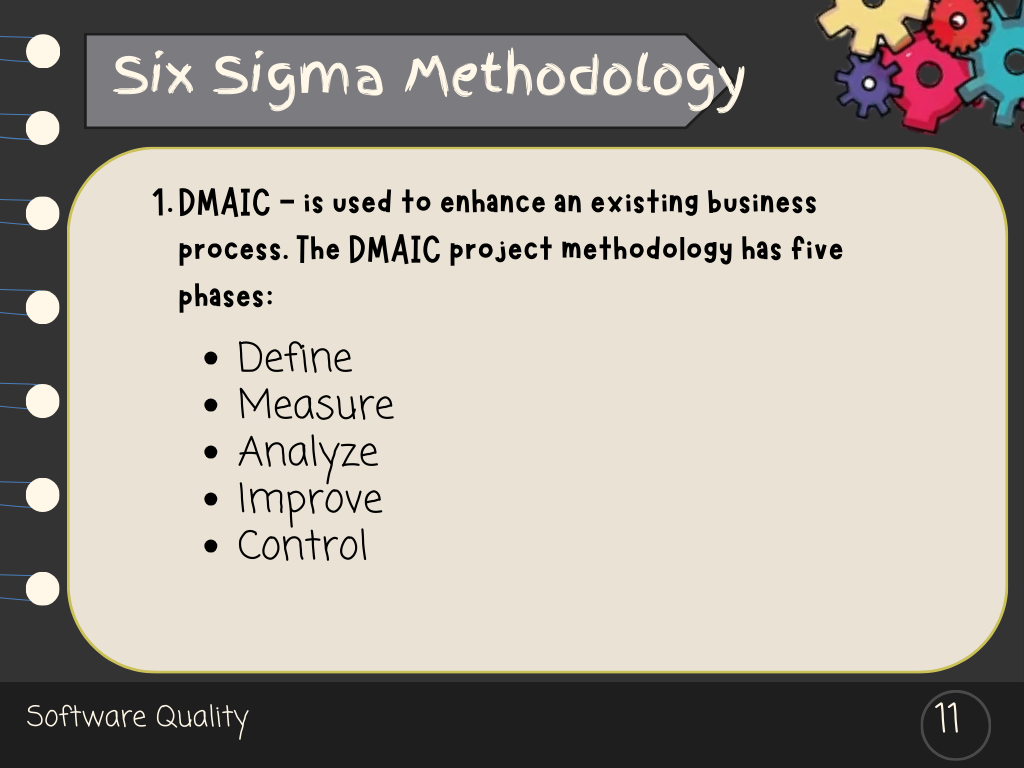 Six Sigma Methodology
1. DMAIC – is used to enhance an existing business
process. The DMAIC project methodology has five
phases:
• Define
• Measure
• Analyze
• Improve
• Control
Software Quality
11